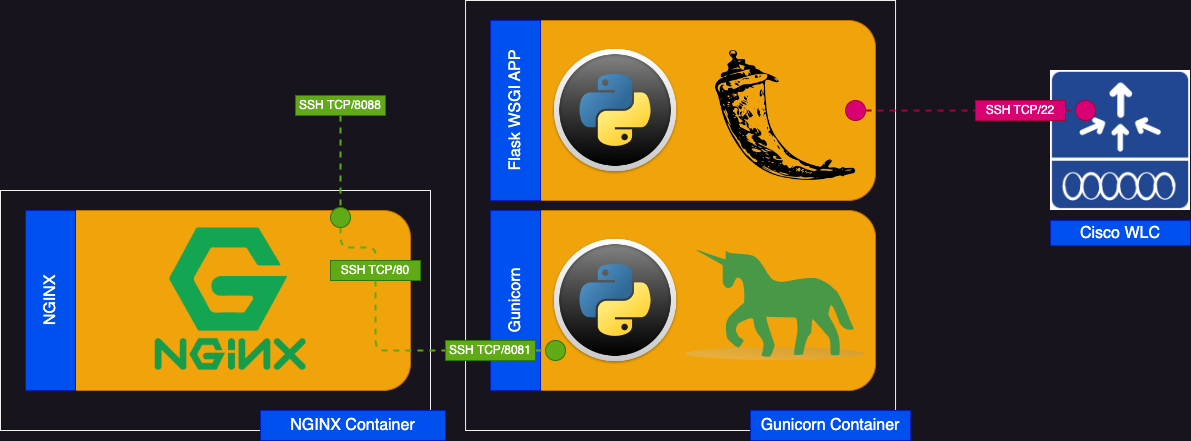 SSH TCP/8088
NGINX
NGiNX
SSH TCP/80
NGINX Container
Flask WSGI APP
Gunicorn
SSH TCP/8081
Gunicorn Container
SSH TCP/22
Cisco WLC